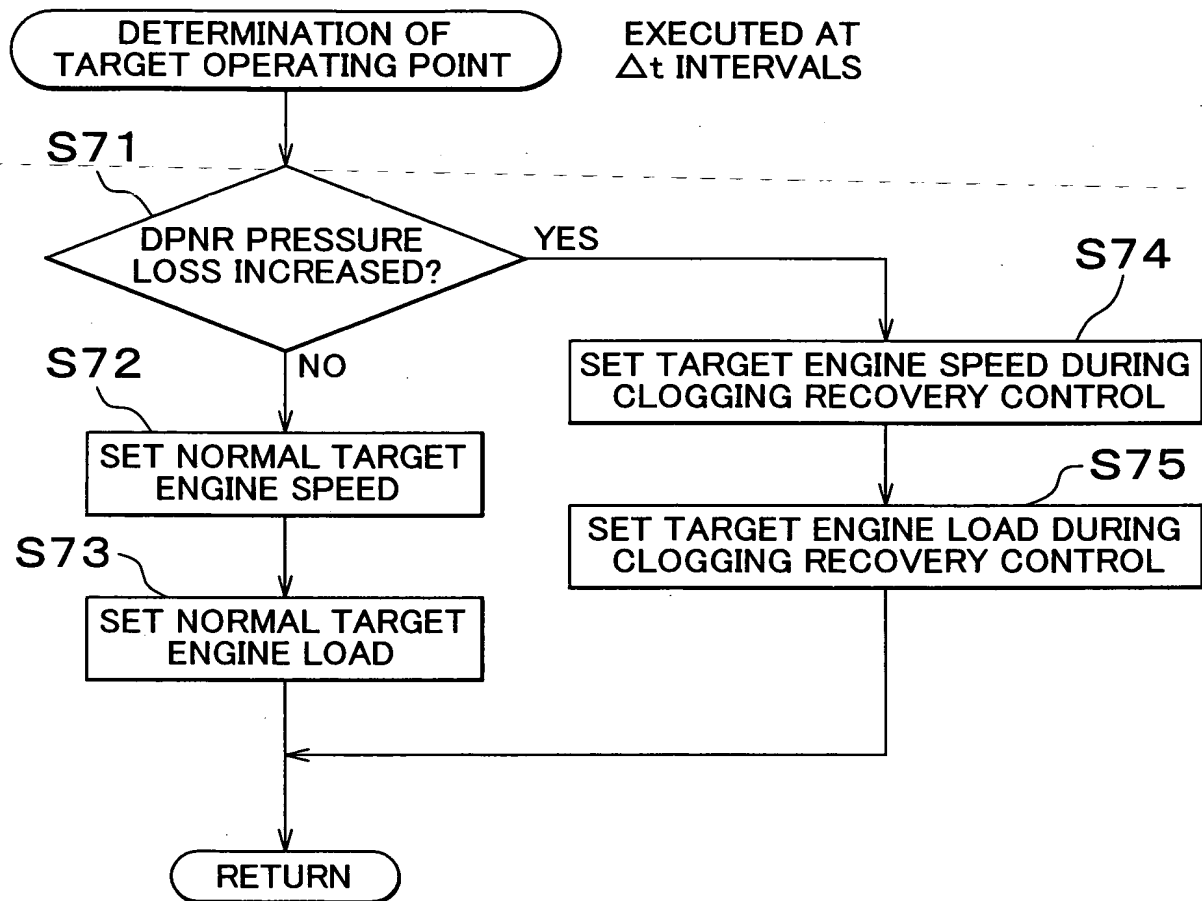 DETERMINATION OF
TARGET OPERATING POINT
EXECUTED AT
Δt INTERVALS
S71
DPNR PRESSURE
LOSS INCREASED?
YES
NO
S72
SET NORMAL TARGET
ENGINE SPEED
S73
SET NORMAL TARGET
ENGINE LOAD
S74
SET TARGET ENGINE SPEED DURING
CLOGGING RECOVERY CONTROL
S75
SET TARGET ENGINE LOAD DURING
CLOGGING RECOVERY CONTROL
RETURN